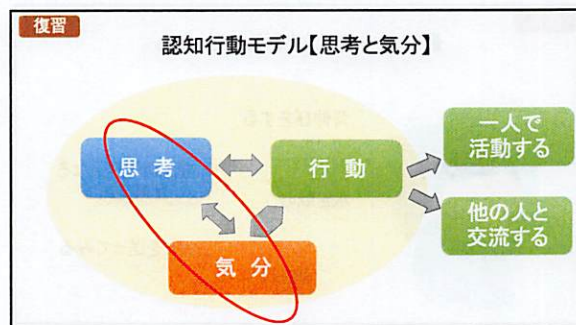 復習
認知行動モデル【思考と気分】
思 考
行 動
気 分
一人で
活動する
他の人と
交流する